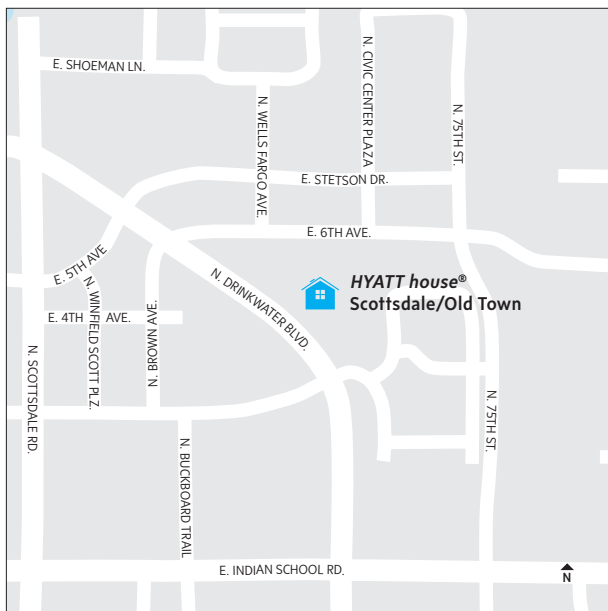 E. SHOEMAN LN.
N. CIVIC CENTER PLAZA
N. WELLS FARGO AVE.
N. 75TH ST.
E. STETSON DR.
E. 6TH AVE.
E. 5TH AVE
N. DRINKWATER BLVD.
HYATT house®
Scottsdale/Old Town
N. WINFIELD SCOTT PLZ.
N. BROWN AVE.
E. 4TH AVE.
N. SCOTTSDALE RD.
N. 75TH ST.
N. BUCKBOARD TRAIL
E. INDIAN SCHOOL RD.
N